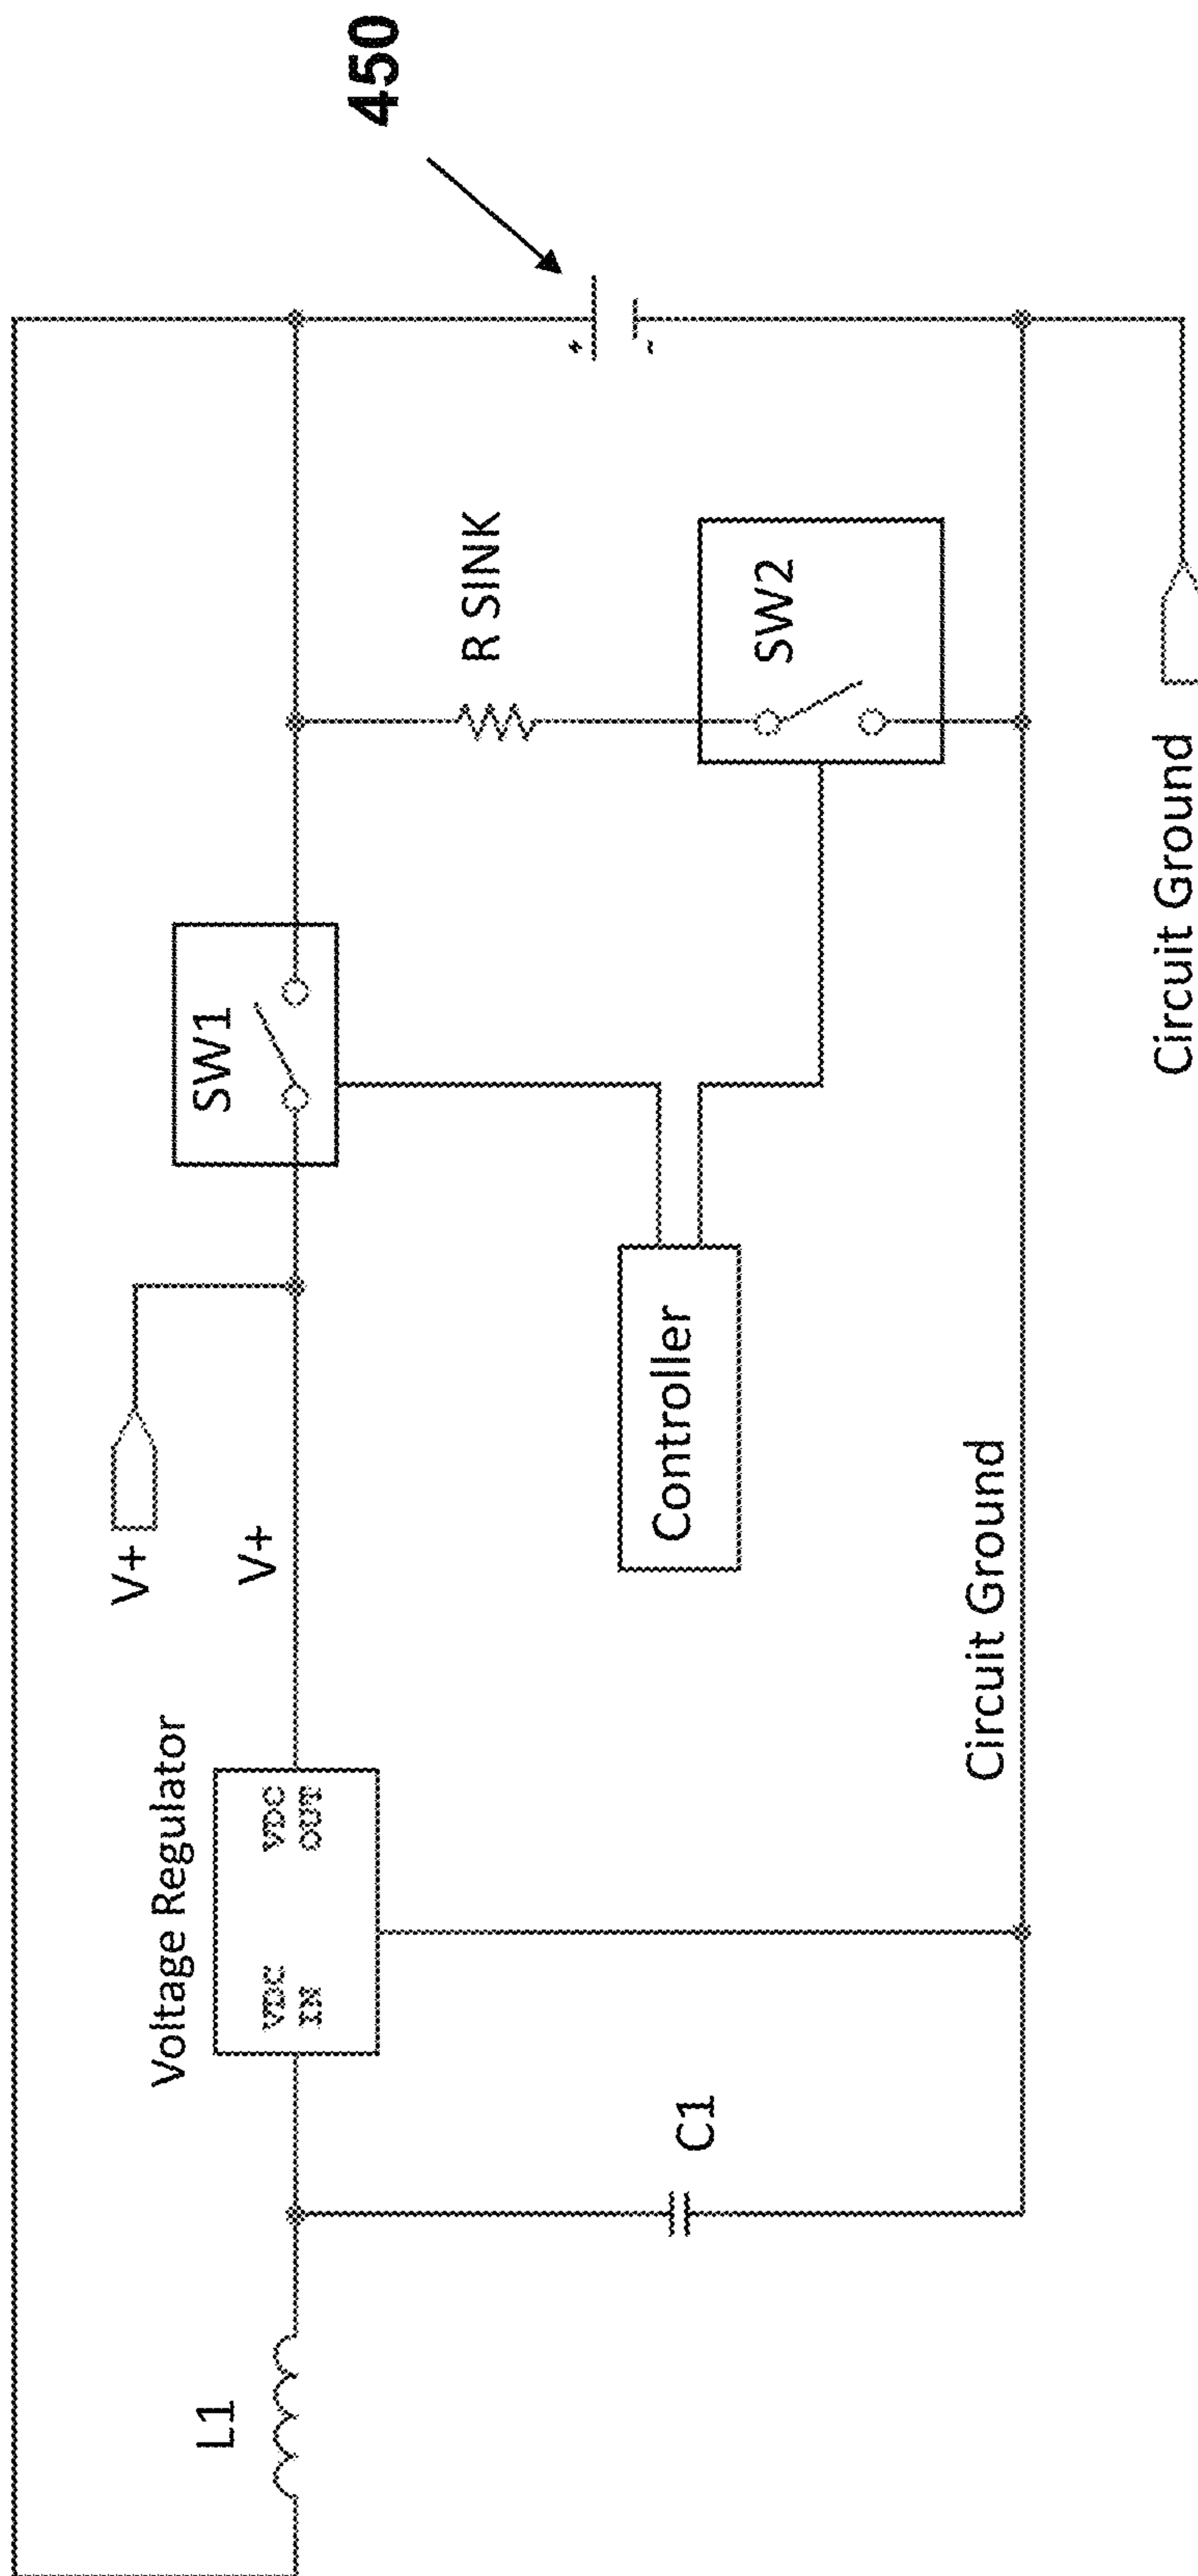 450
L1
Voltage Regulator
VDC
IN
VDC
OUT
V+
V+
SW1
C1
Controller
R SINK
SW2
+
-
Circuit Ground
Circuit Ground